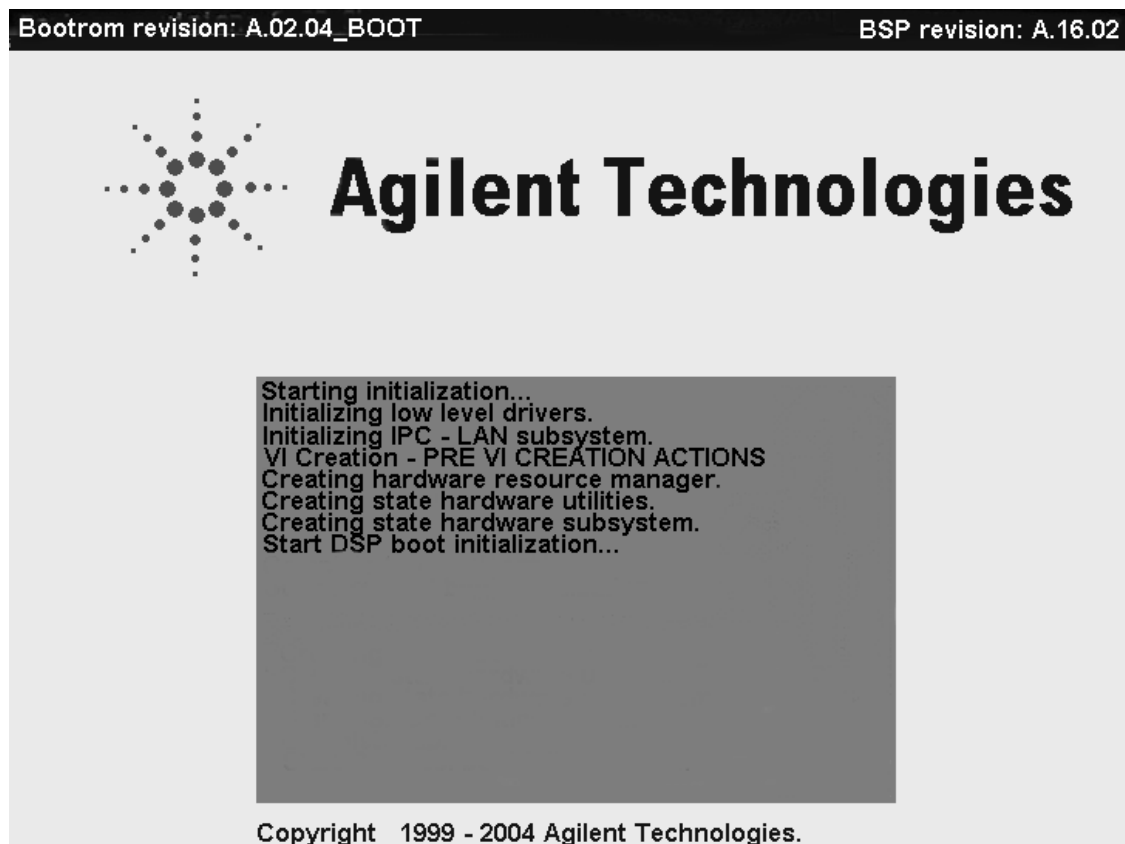 Bootrom revision: A.02.04_BOOT
BSP revision: A.16.02
Agilent Technologies
Starting initialization...
Initializing low level drivers.
Initializing IPC - LAN subsystem.
VI Creation - PRE VI CREATION ACTIONS
Creating hardware resource manager.
Creating state hardware utilities.
Creating state hardware subsystem.
Start DSP boot initialization...
Copyright 1999 - 2004 Agilent Technologies.